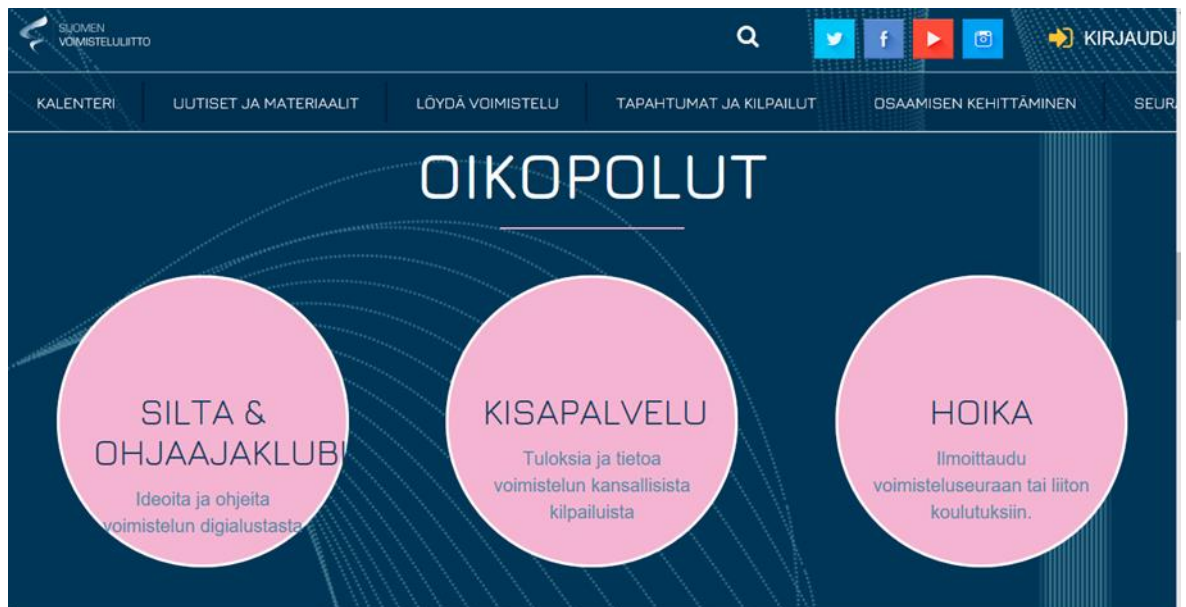 SUOMEN
VOIMISTELULIITTO
KIRJAUDU
KALENTERI UUTISET JA MATERIAALIT LÖYDÄ VOIMISTELU TAPAHTUMAT JA KILPAILUT OSAAMISEN KEHITTÄMINEN SEURA
OIKOPOLUT
SILTA &
OHJAAJAKLUBI
Ideoita ja ohjeita
voimistelun digialustasta
KISAPALVELU
Tuloksia ja tietoa
voimistelun kansallisista
kilpailuista
HOIKA
Ilmoittaudu
voimisteluseuraan tai liiton
koulutuksiin.